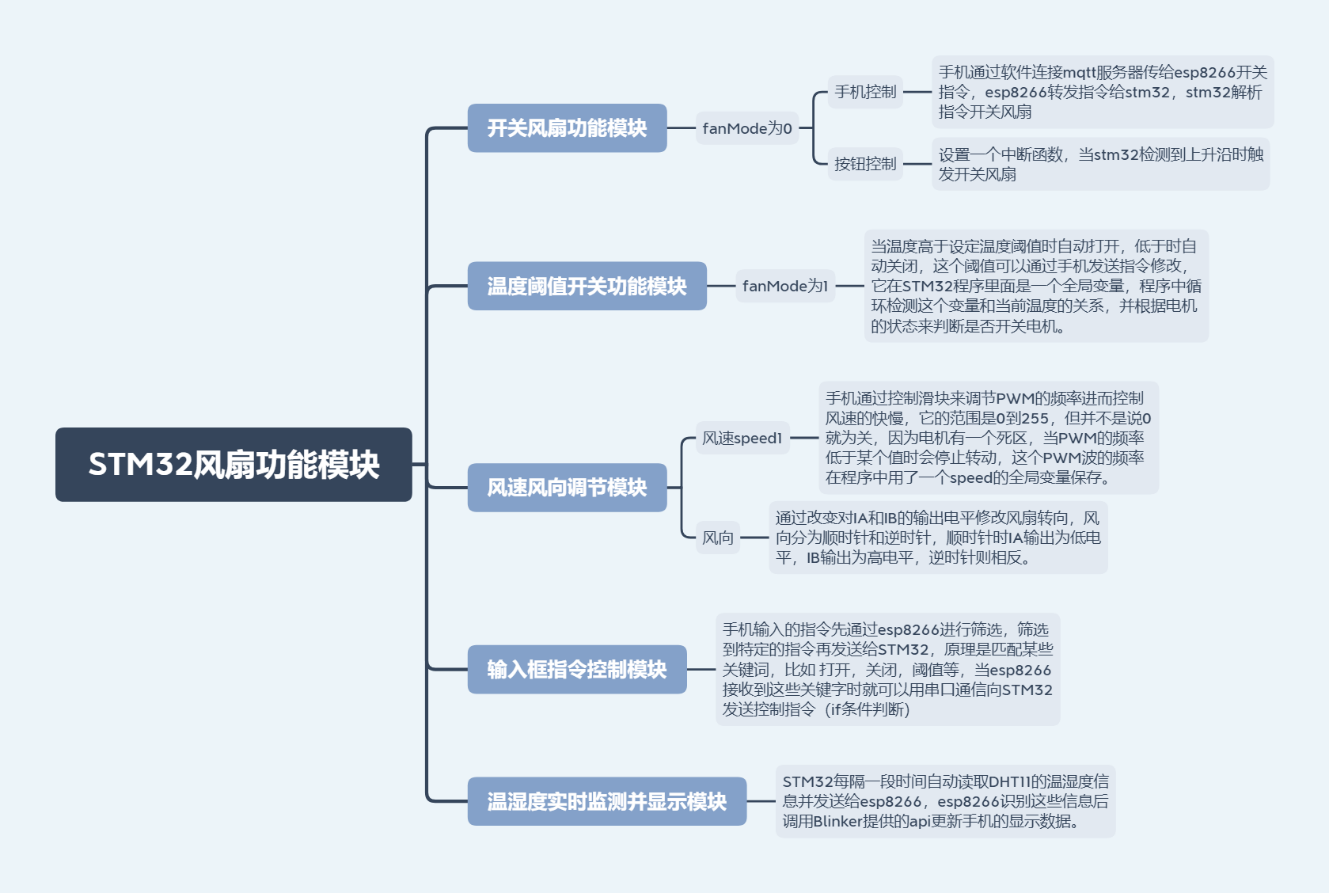 STM32风扇功能模块
开关风扇功能模块
fanMode为0
手机控制
手机通过软件连接mqtt服务器传给esp8266开关
指令，esp8266转发指令给stm32，stm32解析
指令开关风扇
按钮控制
设置一个中断函数，当stm32检测到上升沿时触
发开关风扇
温度阈值开关功能模块
fanMode为1
当温度高于设定温度阈值时自动打开，低于时自
动关闭，这个阈值可以通过手机发送指令修改，
它在STM32程序里面是一个全局变量，程序中循
环检测这个变量和当前温度的关系，并根据电机
的状态来判断是否开关电机。
风速风向调节模块
风速speed1
手机通过控制滑块来调节PWM的频率进而控制
风速的快慢，它的范围是0到255，但并不是说0
就为关，因为电机有一个死区，当PWM的频率
低于某个值时会停止转动，这个PWM波的频率
在程序中用了一个speed的全局变量保存。
风向
通过改变对IA和IB的输出电平修改风扇转向，风
向分为顺时针和逆时针，顺时针时IA输出为低电
平，IB输出为高电平，逆时针则相反。
输入框指令控制模块
手机输入的指令先通过esp8266进行筛选，筛选
到特定的指令再发送给STM32，原理是匹配某些
关键词，比如 打开，关闭，阈值等，当esp8266
接收到这些关键字时就可以用串口通信向STM32
发送控制指令（if条件判断）
温湿度实时监测并显示模块
STM32每隔一段时间自动读取DHT11的温湿度信
息并发送给esp8266，esp8266识别这些信息后
调用Blinker提供的api更新手机的显示数据。